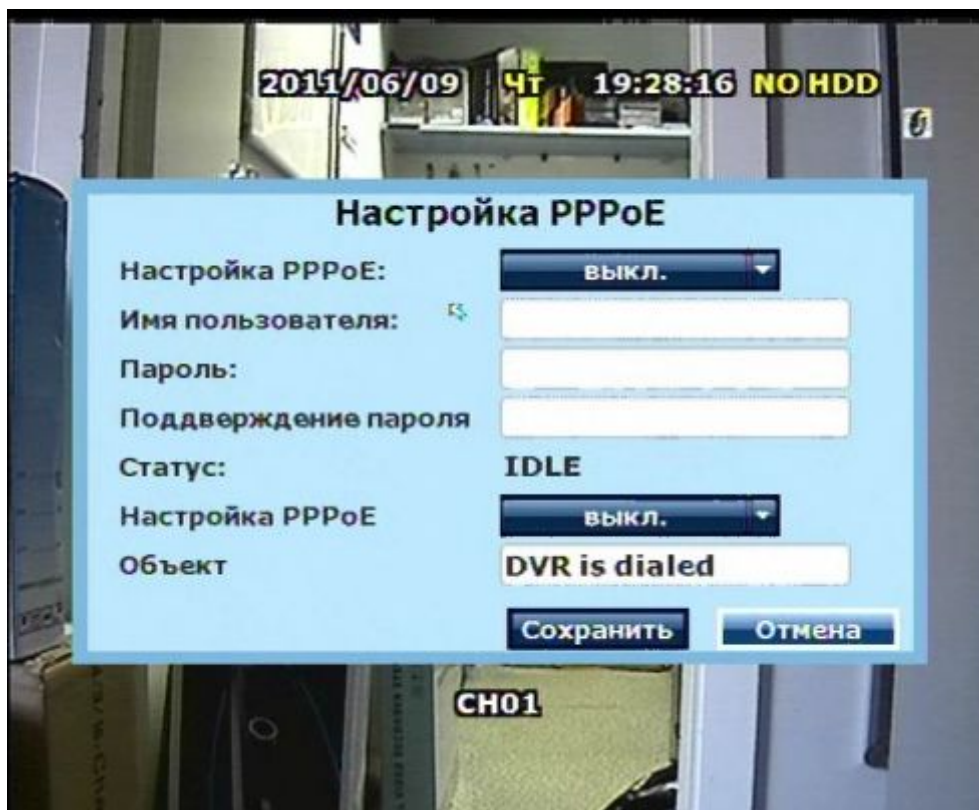 2011/06/09 Чт 19:28:16 NO HDD
Настройка PPPoE
Настройка PPPoE: выкл.
Имя пользователя:
Пароль:
Поддверждение пароля
Статус: IDLE
Настройка PPPoE выкл.
Объект DVR is dialed
Сохранить Отмена
CH01